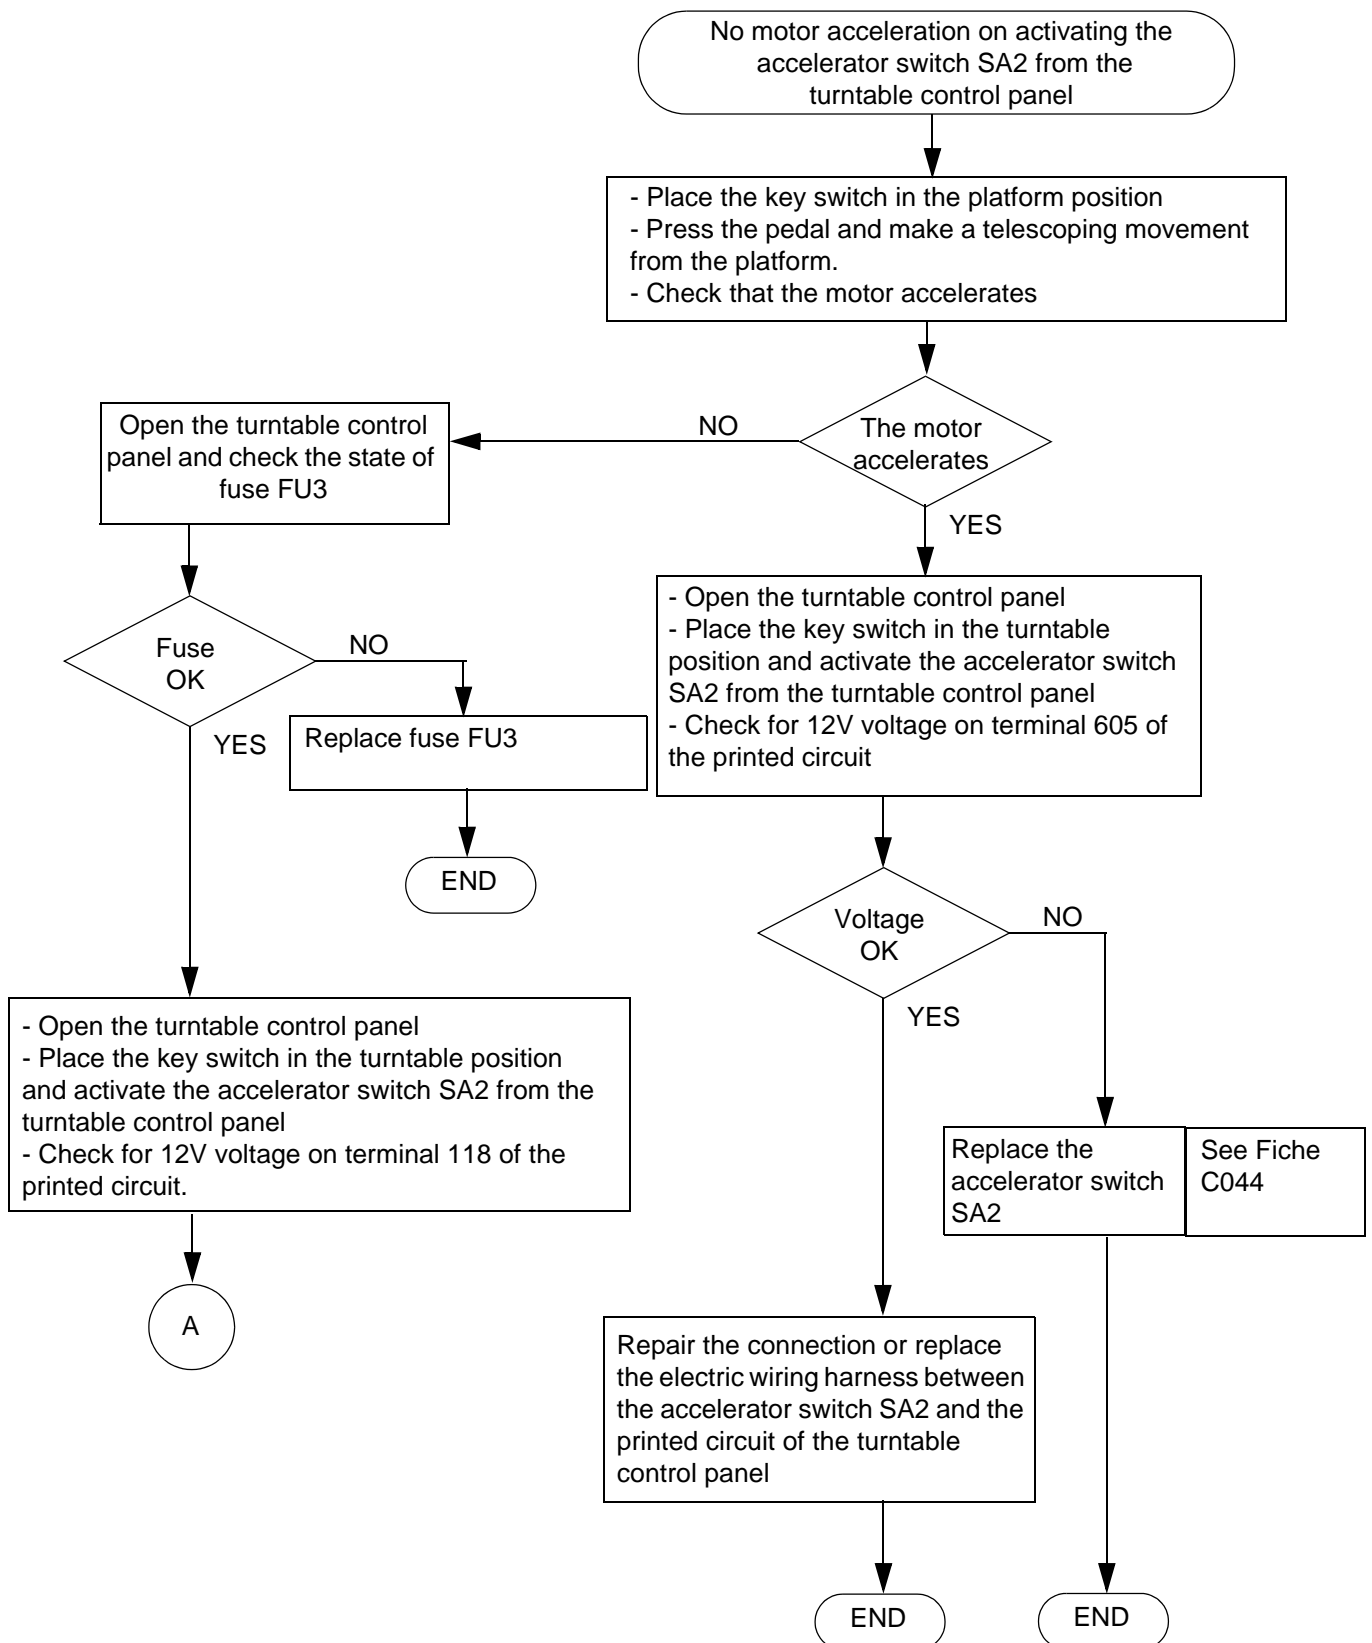 No motor acceleration on activating the
accelerator switch SA2 from the
turntable control panel
- Place the key switch in the platform position
- Press the pedal and make a telescoping movement
from the platform.
- Check that the motor accelerates
The motor
accelerates
NO
YES
Open the turntable control
panel and check the state of
fuse FU3
Fuse
OK
NO
YES
Replace fuse FU3
END
- Open the turntable control panel
- Place the key switch in the turntable
position and activate the accelerator switch
SA2 from the turntable control panel
- Check for 12V voltage on terminal 605 of
the printed circuit
Voltage
OK
NO
YES
- Open the turntable control panel
- Place the key switch in the turntable position
and activate the accelerator switch SA2 from the
turntable control panel
- Check for 12V voltage on terminal 118 of the
printed circuit.
A
Replace the
accelerator switch
SA2
See Fiche
C044
Repair the connection or replace
the electric wiring harness between
the accelerator switch SA2 and the
printed circuit of the turntable
control panel
END
END